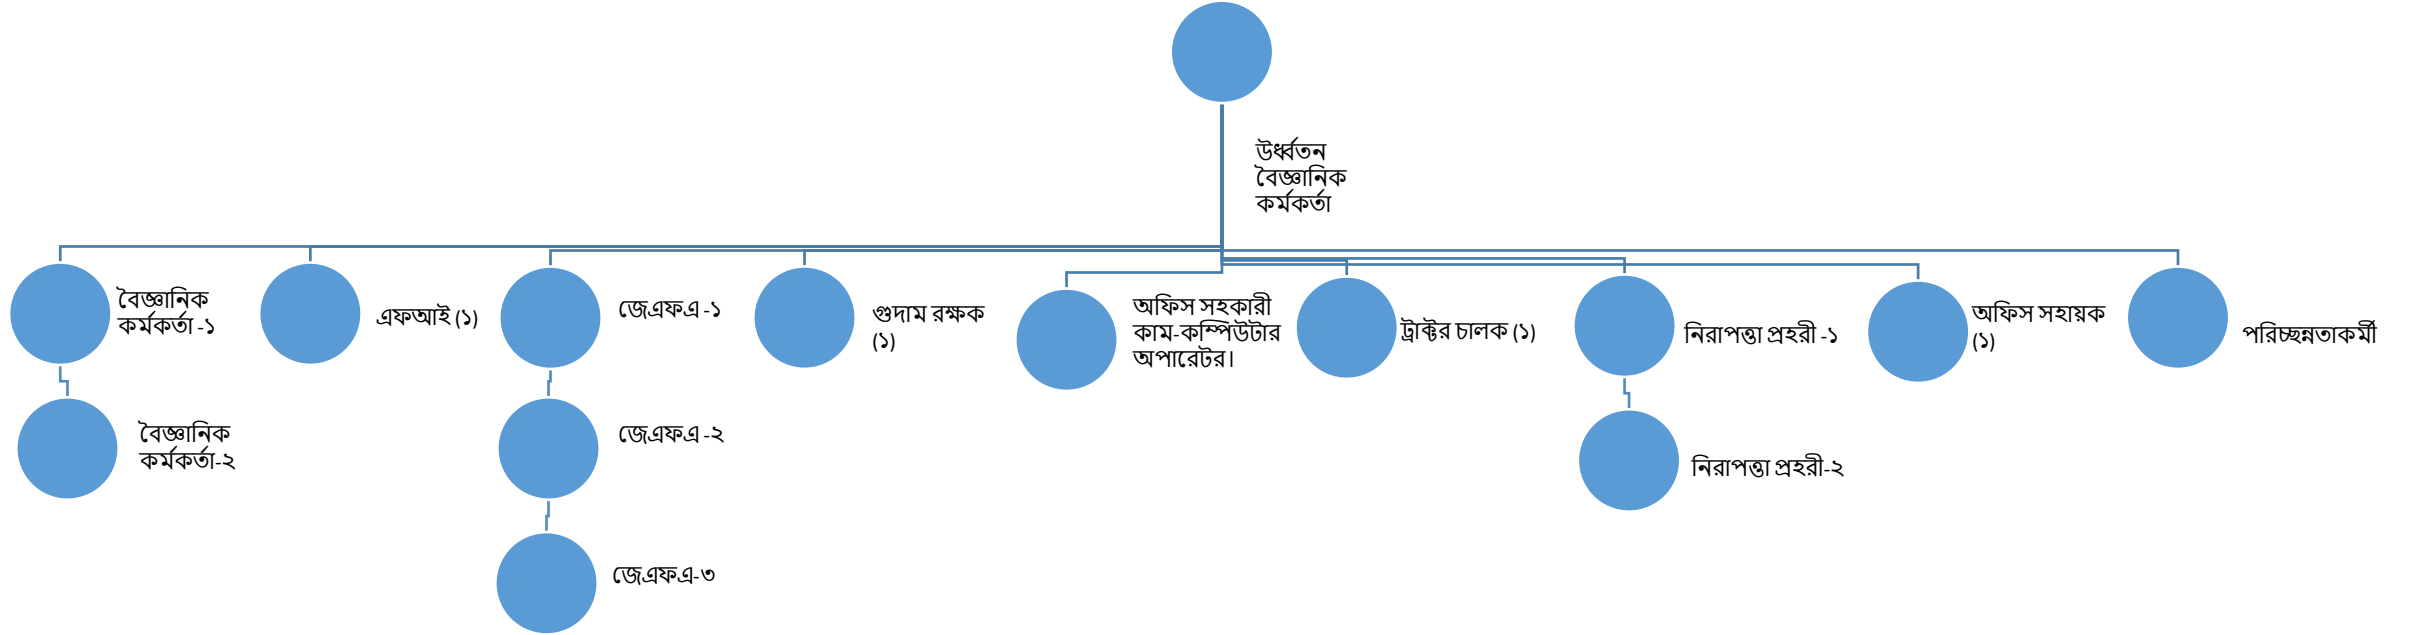 উর্ধ্বতন
বৈজ্ঞানিক
কর্মকর্তা
বৈজ্ঞানিক
কর্মকর্তা -১
এফআই (১)
জেএফএ -১
গুদাম রক্ষক
(১)
অফিস সহকারী
কাম-কম্পিউটার
অপারেটর।
ট্রাক্টর চালক (১)
নিরাপত্তা প্রহরী -১
অফিস সহায়ক
(১)
পরিচ্ছন্নতাকর্মী
বৈজ্ঞানিক
কর্মকর্তা-২
জেএফএ -২
নিরাপত্তা প্রহরী-২
জেএফএ-৩